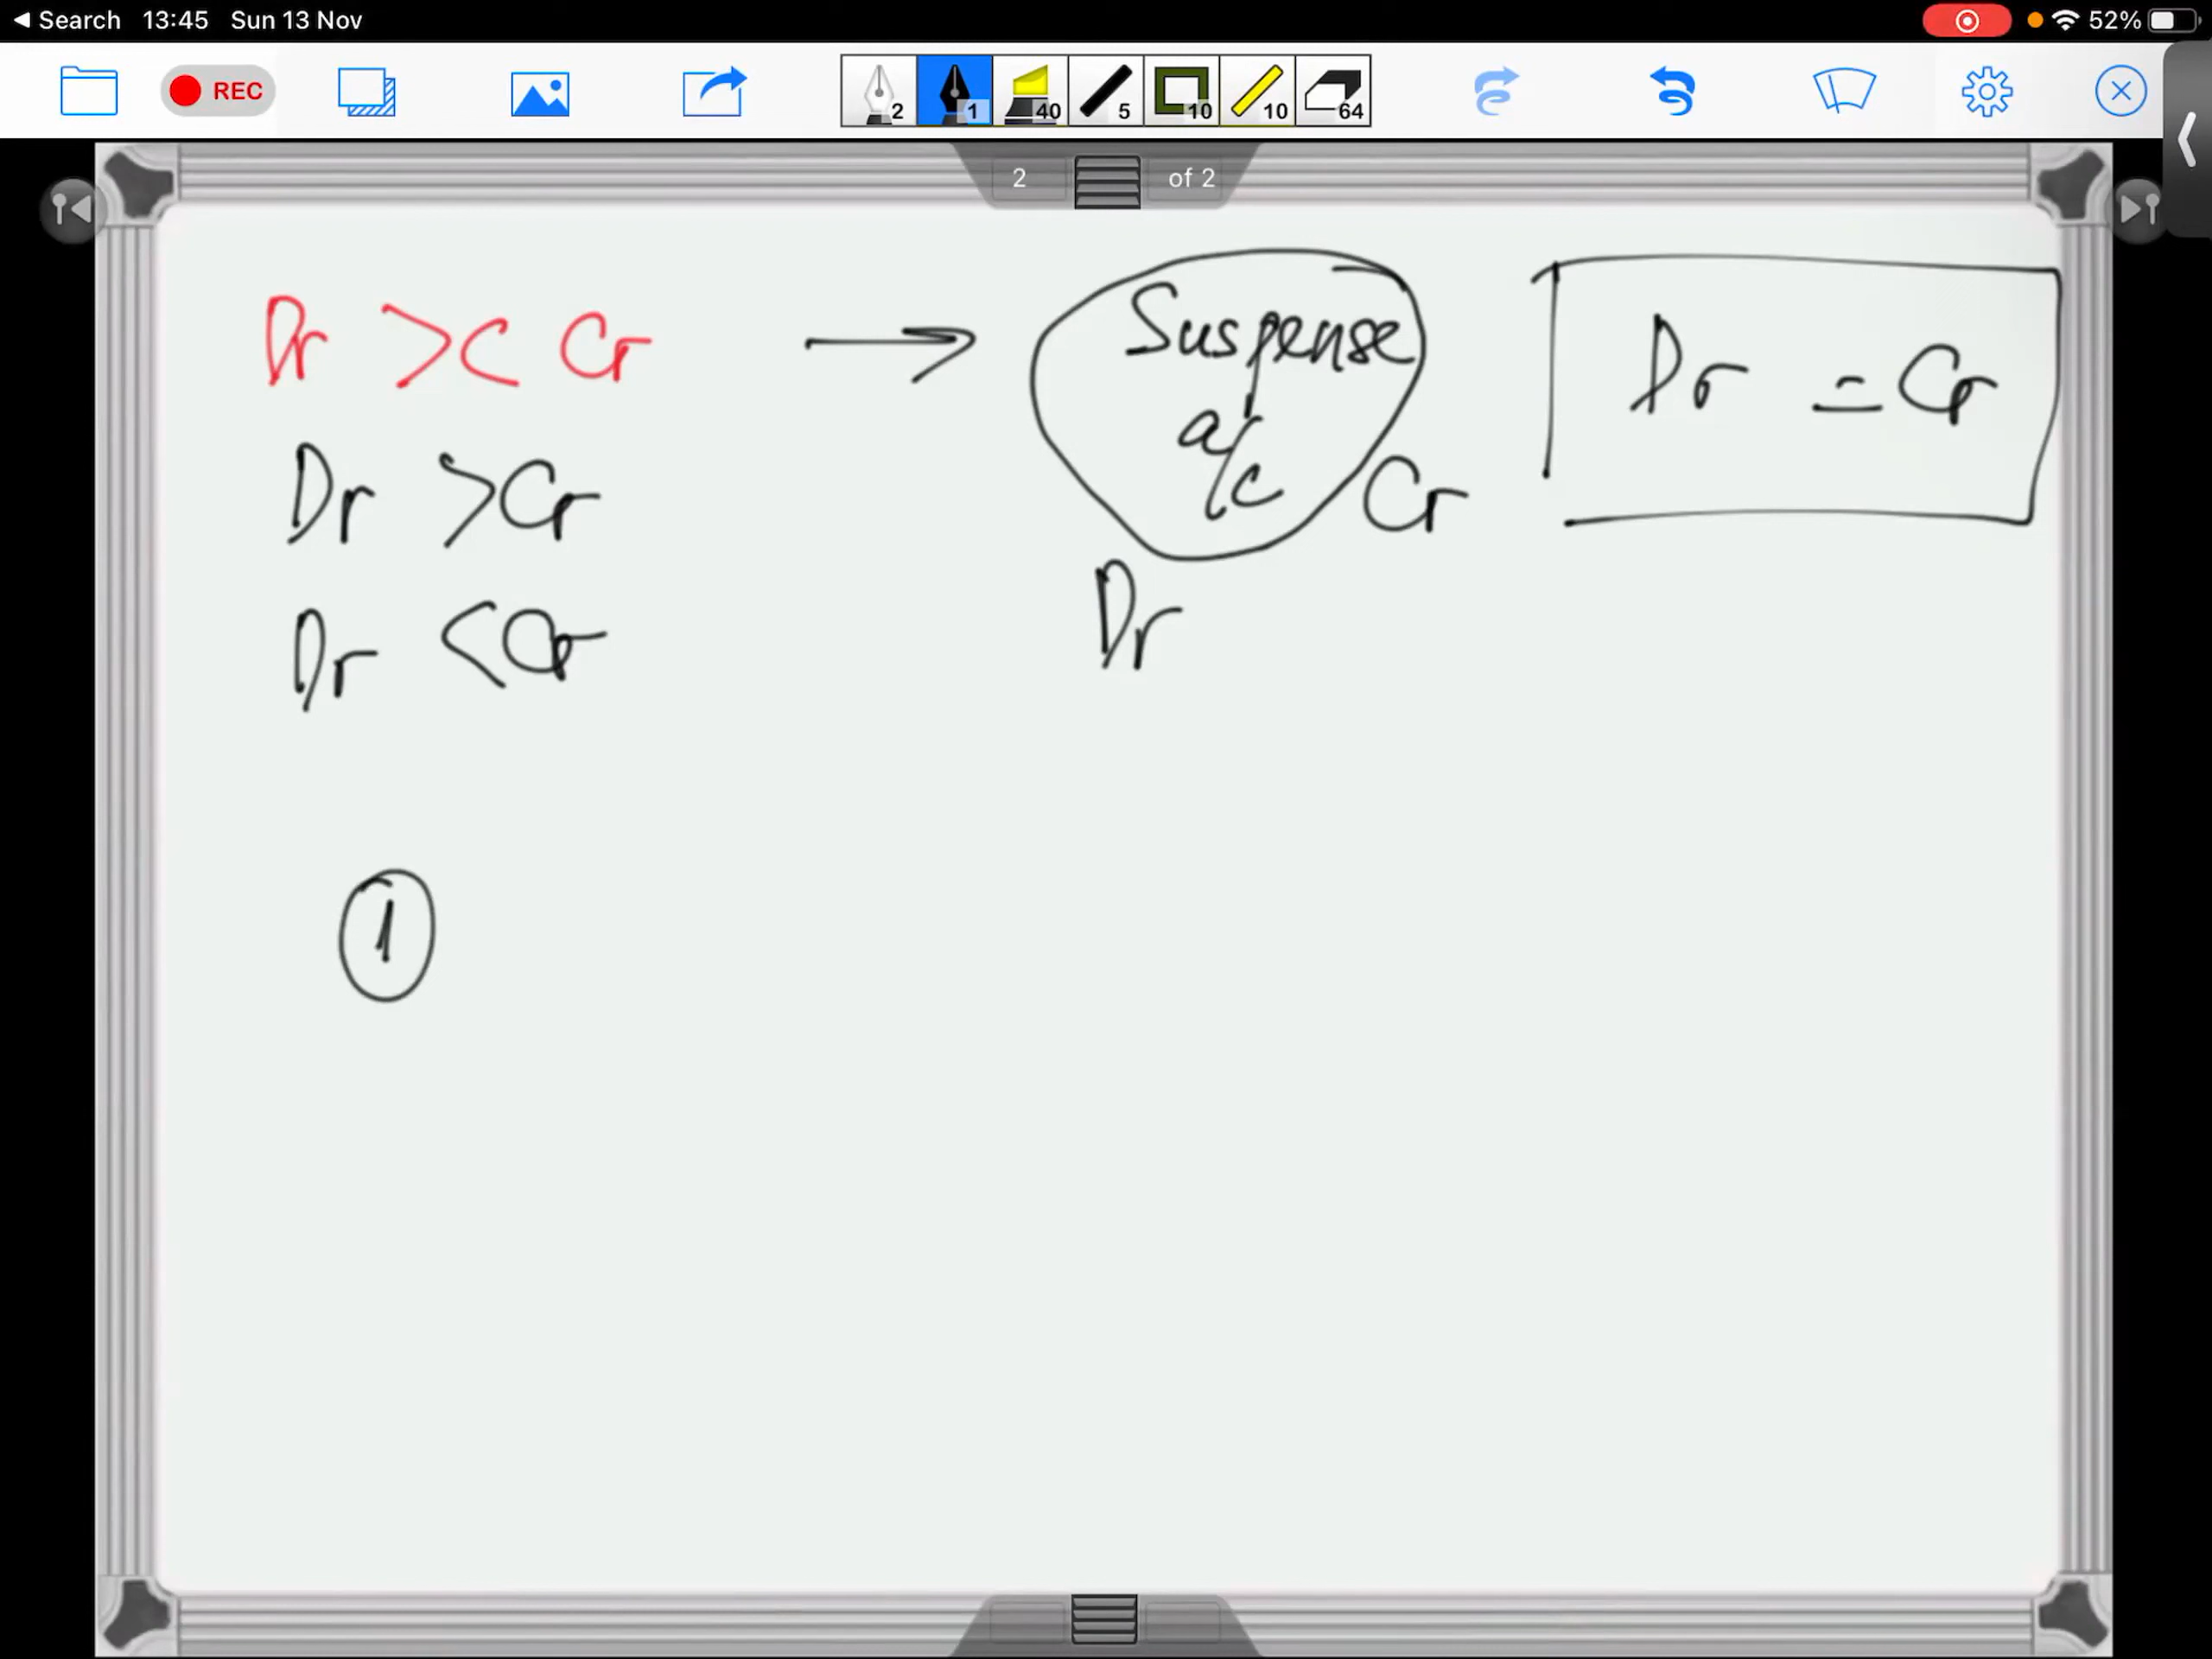 Search 13:45 Sun 13 Nov 52%
REC 2 1 40 5 10 10 64
2 of 2
Dr >< Cr → Suspense a/c Dr = Cr
Dr > Cr Cr
Dr < Cr Dr
1